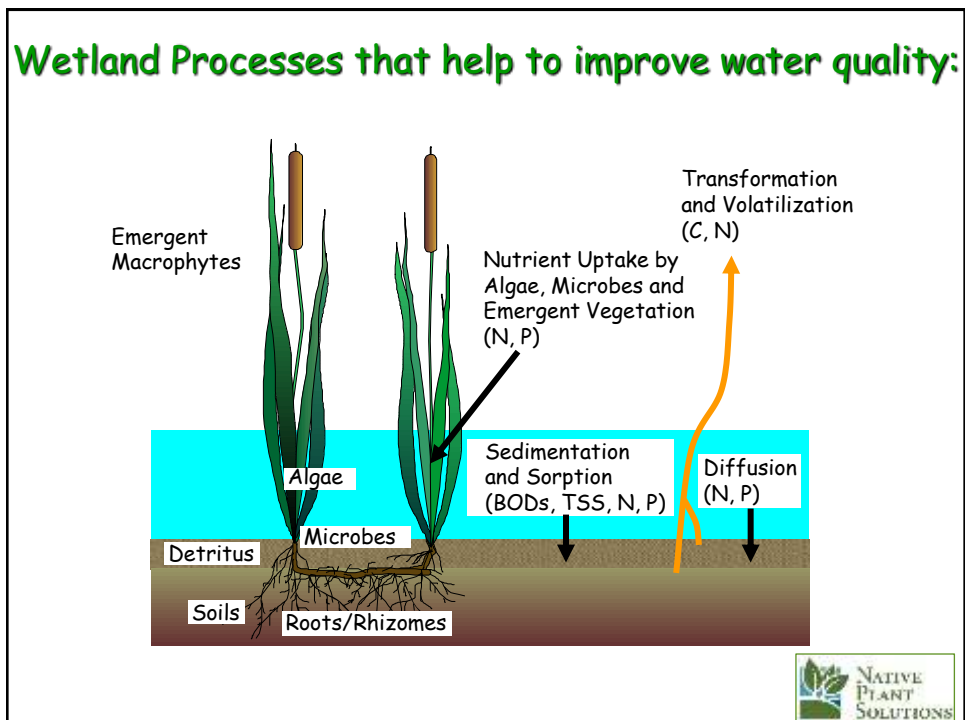 Wetland Processes that help to improve water quality:
Emergent
Macrophytes
Transformation
and Volatilization
(C, N)
Nutrient Uptake by
Algae, Microbes and
Emergent Vegetation
(N, P)
Sedimentation
and Sorption
(BODs, TSS, N, P)
Diffusion
(N, P)
Algae
Microbes
Detritus
Soils
Roots/Rhizomes
NATIVE
PLANT
SOLUTIONS